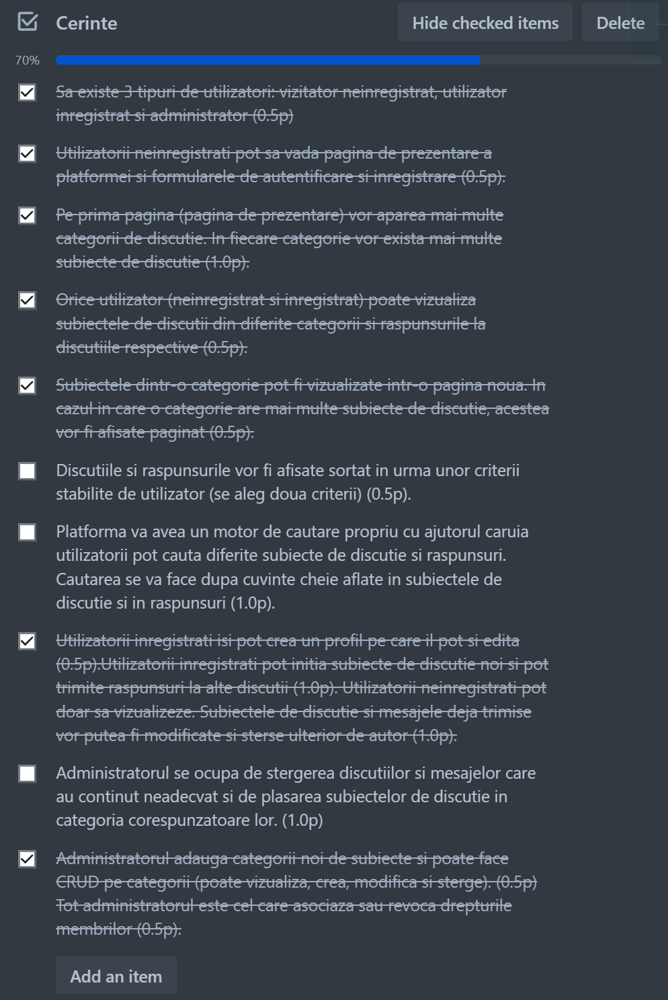 Cerinte
Hide checked items
Delete
70%
Sa existe 3 tipuri de utilizatori: vizitator neinregistrat, utilizator
inregistrat si administrator (0.5p)
Utilizatorii neinregistrati pot sa vada pagina de prezentare a
platformei si formularele de autentificare si inregistrare (0.5p).
Pe prima pagina (pagina de prezentare) vor aparea mai multe
categorii de discutie. In fiecare categorie vor exista mai multe
subiecte de discutie (1.0p).
Orice utilizator (neinregistrat si inregistrat) poate vizualiza
subiectele de discutii din diferite categorii si raspunsurile la
discutiile respective (0.5p).
Subiectele dintr-o categorie pot fi vizualizate intr-o pagina noua. In
cazul in care o categorie are mai multe subiecte de discutie, acestea
vor fi afisate paginat (0.5p).
Discutiile si raspunsurile vor fi afisate sortat in urma unor criterii
stabilite de utilizator (se aleg doua criterii) (0.5p).
Platforma va avea un motor de cautare propriu cu ajutorul caruia
utilizatorii pot cauta diferite subiecte de discutie si raspunsuri.
Cautarea se va face dupa cuvinte cheie aflate in subiectele de
discutie si in raspunsuri (1.0p).
Utilizatorii inregistrati isi pot crea un profil pe care il pot si edita
(0.5p).Utilizatorii inregistrati pot initia subiecte de discutie noi si pot
trimite raspunsuri la alte discutii (1.0p). Utilizatorii neinregistrati pot
doar sa vizualizeze. Subiectele de discutie si mesajele deja trimise
vor putea fi modificate si sterse ulterior de autor (1.0p).
Administratorul se ocupa de stergerea discutiilor si mesajelor care
au continut neadecvat si de plasarea subiectelor de discutie in
categoria corespunzatoare lor. (1.0p)
Administratorul adauga categorii noi de subiecte si poate face
CRUD pe categorii (poate vizualiza, crea, modifica si sterge). (0.5p)
Tot administratorul este cel care asociaza sau revoca drepturile
membrilor (0.5p).
Add an item